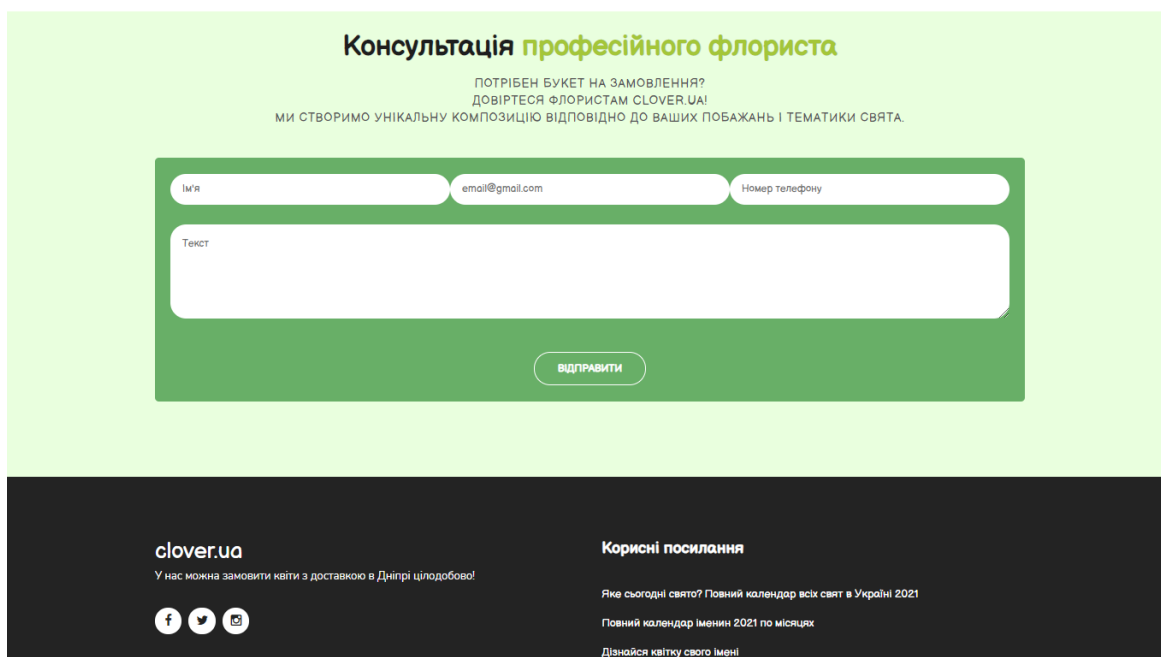 Консультація професійного флориста
ПОТРІБЕН БУКЕТ НА ЗАМОВЛЕННЯ?
ДОВІРТЕСЯ ФЛОРИСТАМ CLOVER.UA!
МИ СТВОРИМО УНІКАЛЬНУ КОМПОЗИЦІЮ ВІДПОВІДНО ДО ВАШИХ ПОБАЖАНЬ І ТЕМАТИКИ СВЯТА.
Ім'я
email@gmail.com
Номер телефону
Текст
ВІДПРАВИТИ
clover.ua
У нас можна замовити квіти з доставкою в Дніпрі цілодобово!
Корисні посилання
Яке сьогодні свято? Повний календар всіх свят в Україні 2021
Повний календар іменин 2021 по місяцях
Дізнайся квітку свого імені